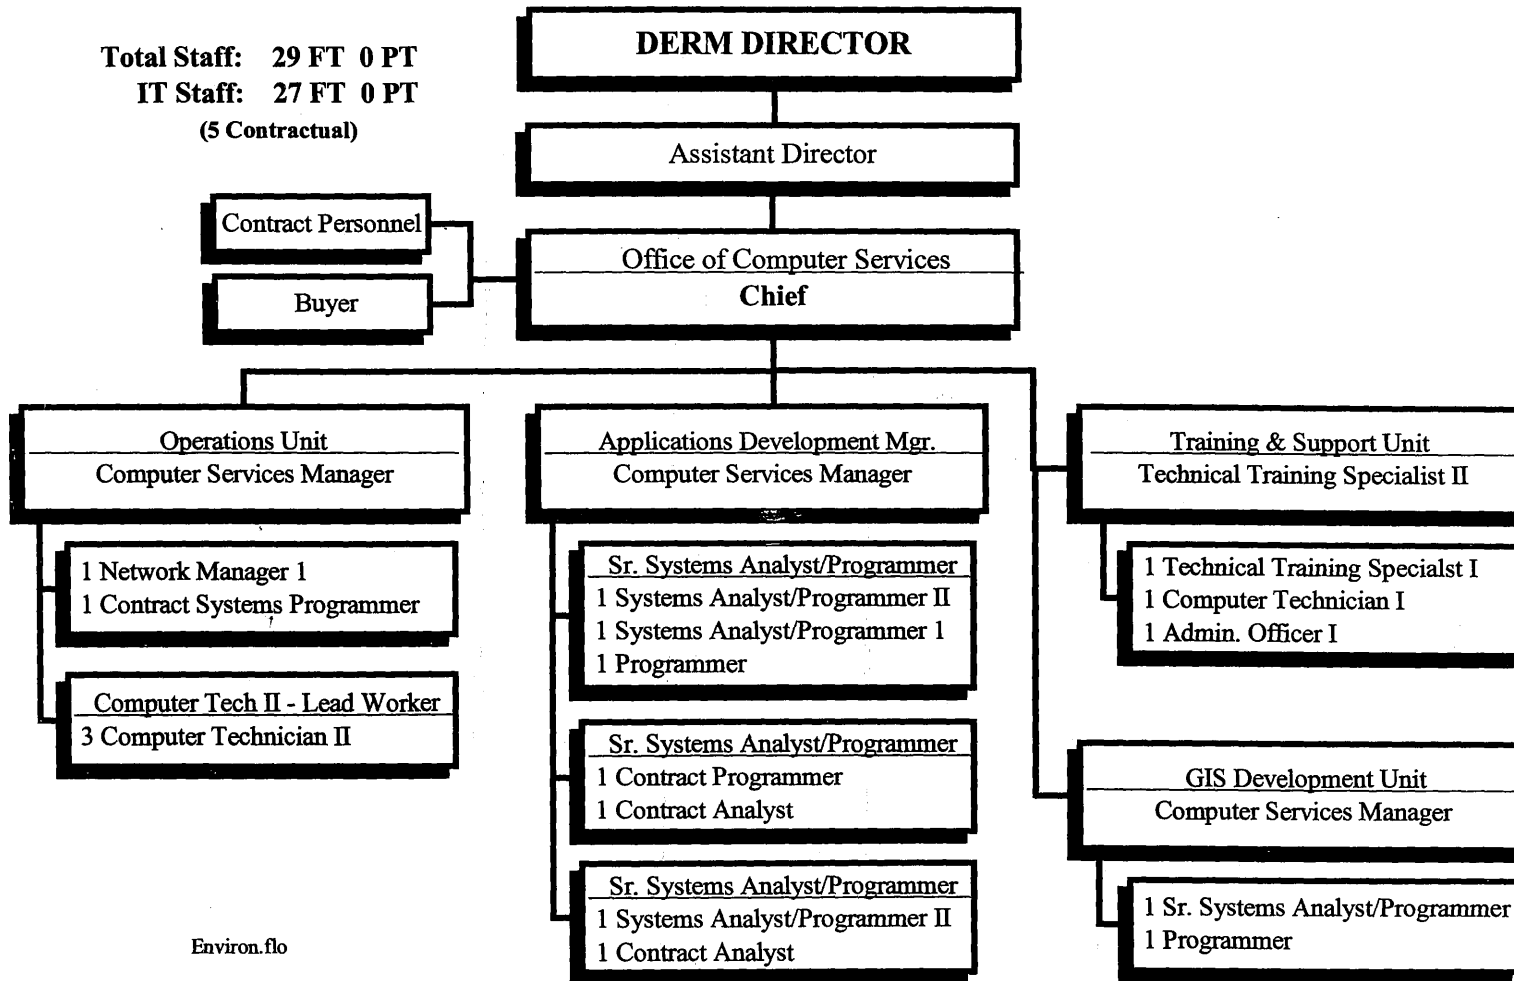 Total Staff: 29 FT 0 PT
IT Staff: 27 FT 0 PT
(5 Contractual)
DERM DIRECTOR
Assistant Director
Contract Personnel
Buyer
Office of Computer Services
Chief
Operations Unit
Computer Services Manager
1 Network Manager 1
1 Contract Systems Programmer
Computer Tech II - Lead Worker
3 Computer Technician II
Applications Development Mgr.
Computer Services Manager
Sr. Systems Analyst/Programmer
1 Systems Analyst/Programmer II
1 Systems Analyst/Programmer 1
1 Programmer
Sr. Systems Analyst/Programmer
1 Contract Programmer
1 Contract Analyst
Sr. Systems Analyst/Programmer
1 Systems Analyst/Programmer II
1 Contract Analyst
Training & Support Unit
Technical Training Specialist II
1 Technical Training Specialst I
1 Computer Technician I
1 Admin. Officer I
GIS Development Unit
Computer Services Manager
1 Sr. Systems Analyst/Programmer
1 Programmer
Environ.flo